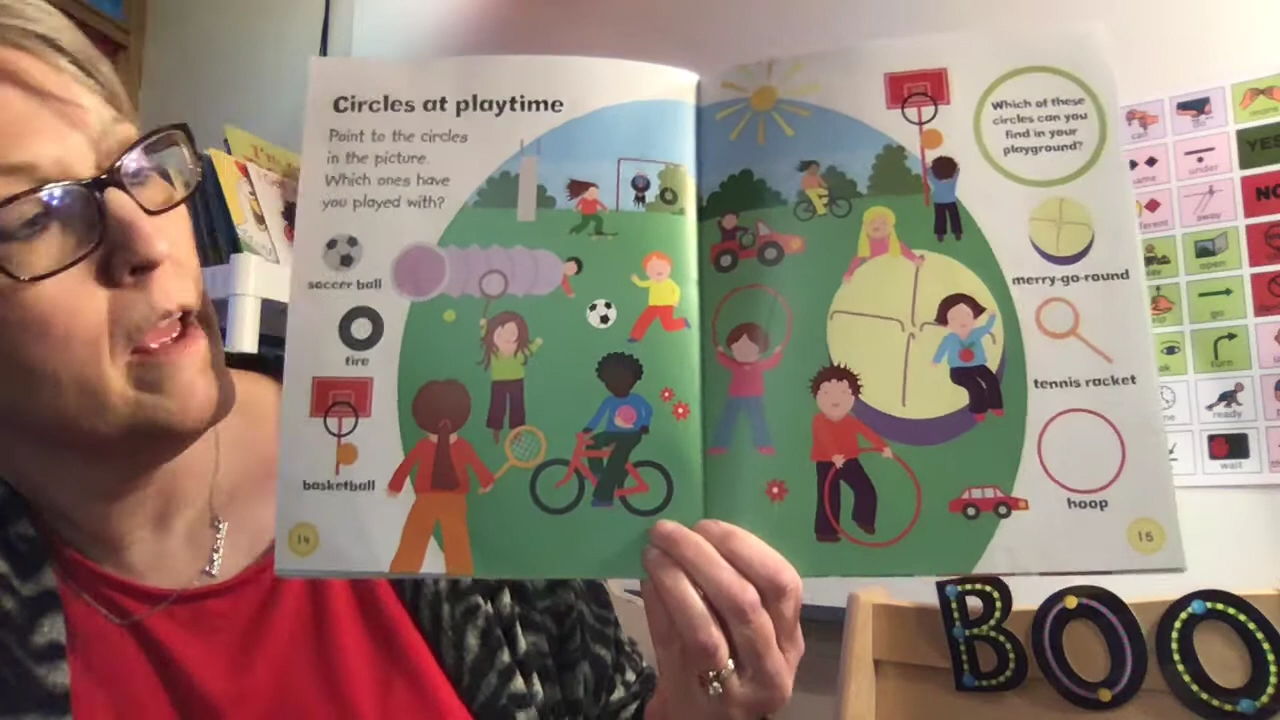 Circles at playtime
Point to the circles
in the picture.
Which ones have
you played with?
soccer ball
tire
basketball
14
Which of these
circles can you
find in your
playground?
merry-go-round
tennis racket
hoop
15
BOO
YES
NO
under
away
open
go
turn
ready
wait